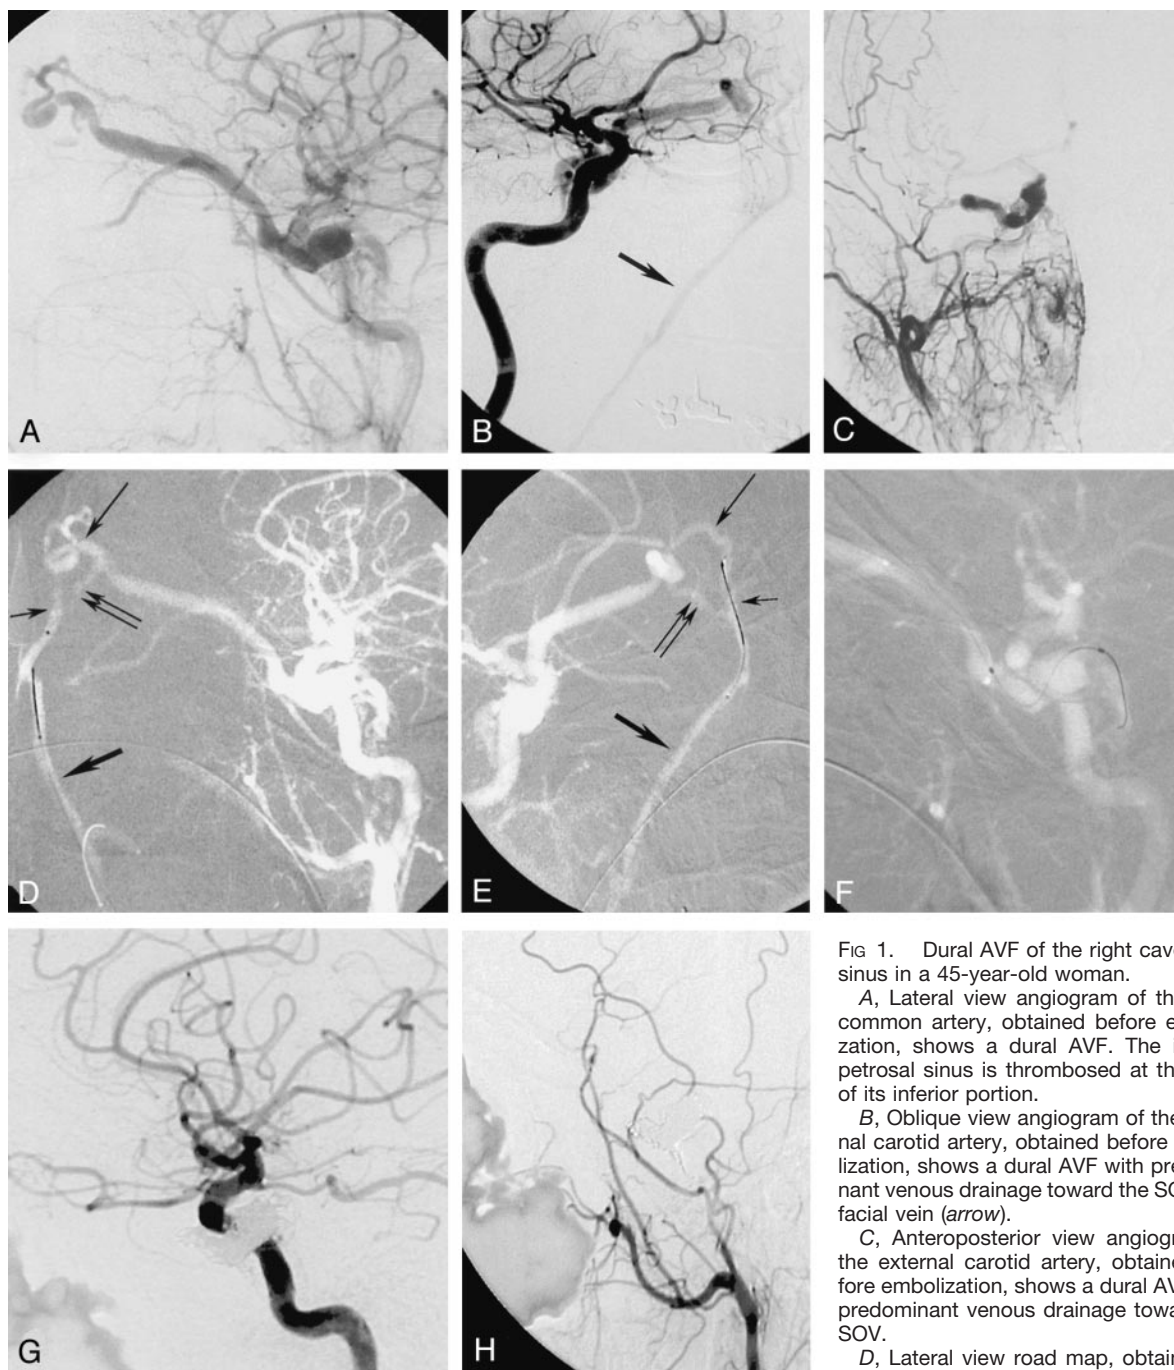 A
B
C
D
E
F
G
H
FIG 1. Dural AVF of the right cave
sinus in a 45-year-old woman.
A, Lateral view angiogram of th
common artery, obtained before e
zation, shows a dural AVF. The i
petrosal sinus is thrombosed at th
of its inferior portion.
B, Oblique view angiogram of the
nal carotid artery, obtained before
lization, shows a dural AVF with pre
nant venous drainage toward the SO
facial vein (arrow).
C, Anteroposterior view angiogr
the external carotid artery, obtaine
fore embolization, shows a dural AV
predominant venous drainage towa
SOV.
D, Lateral view road map, obtain